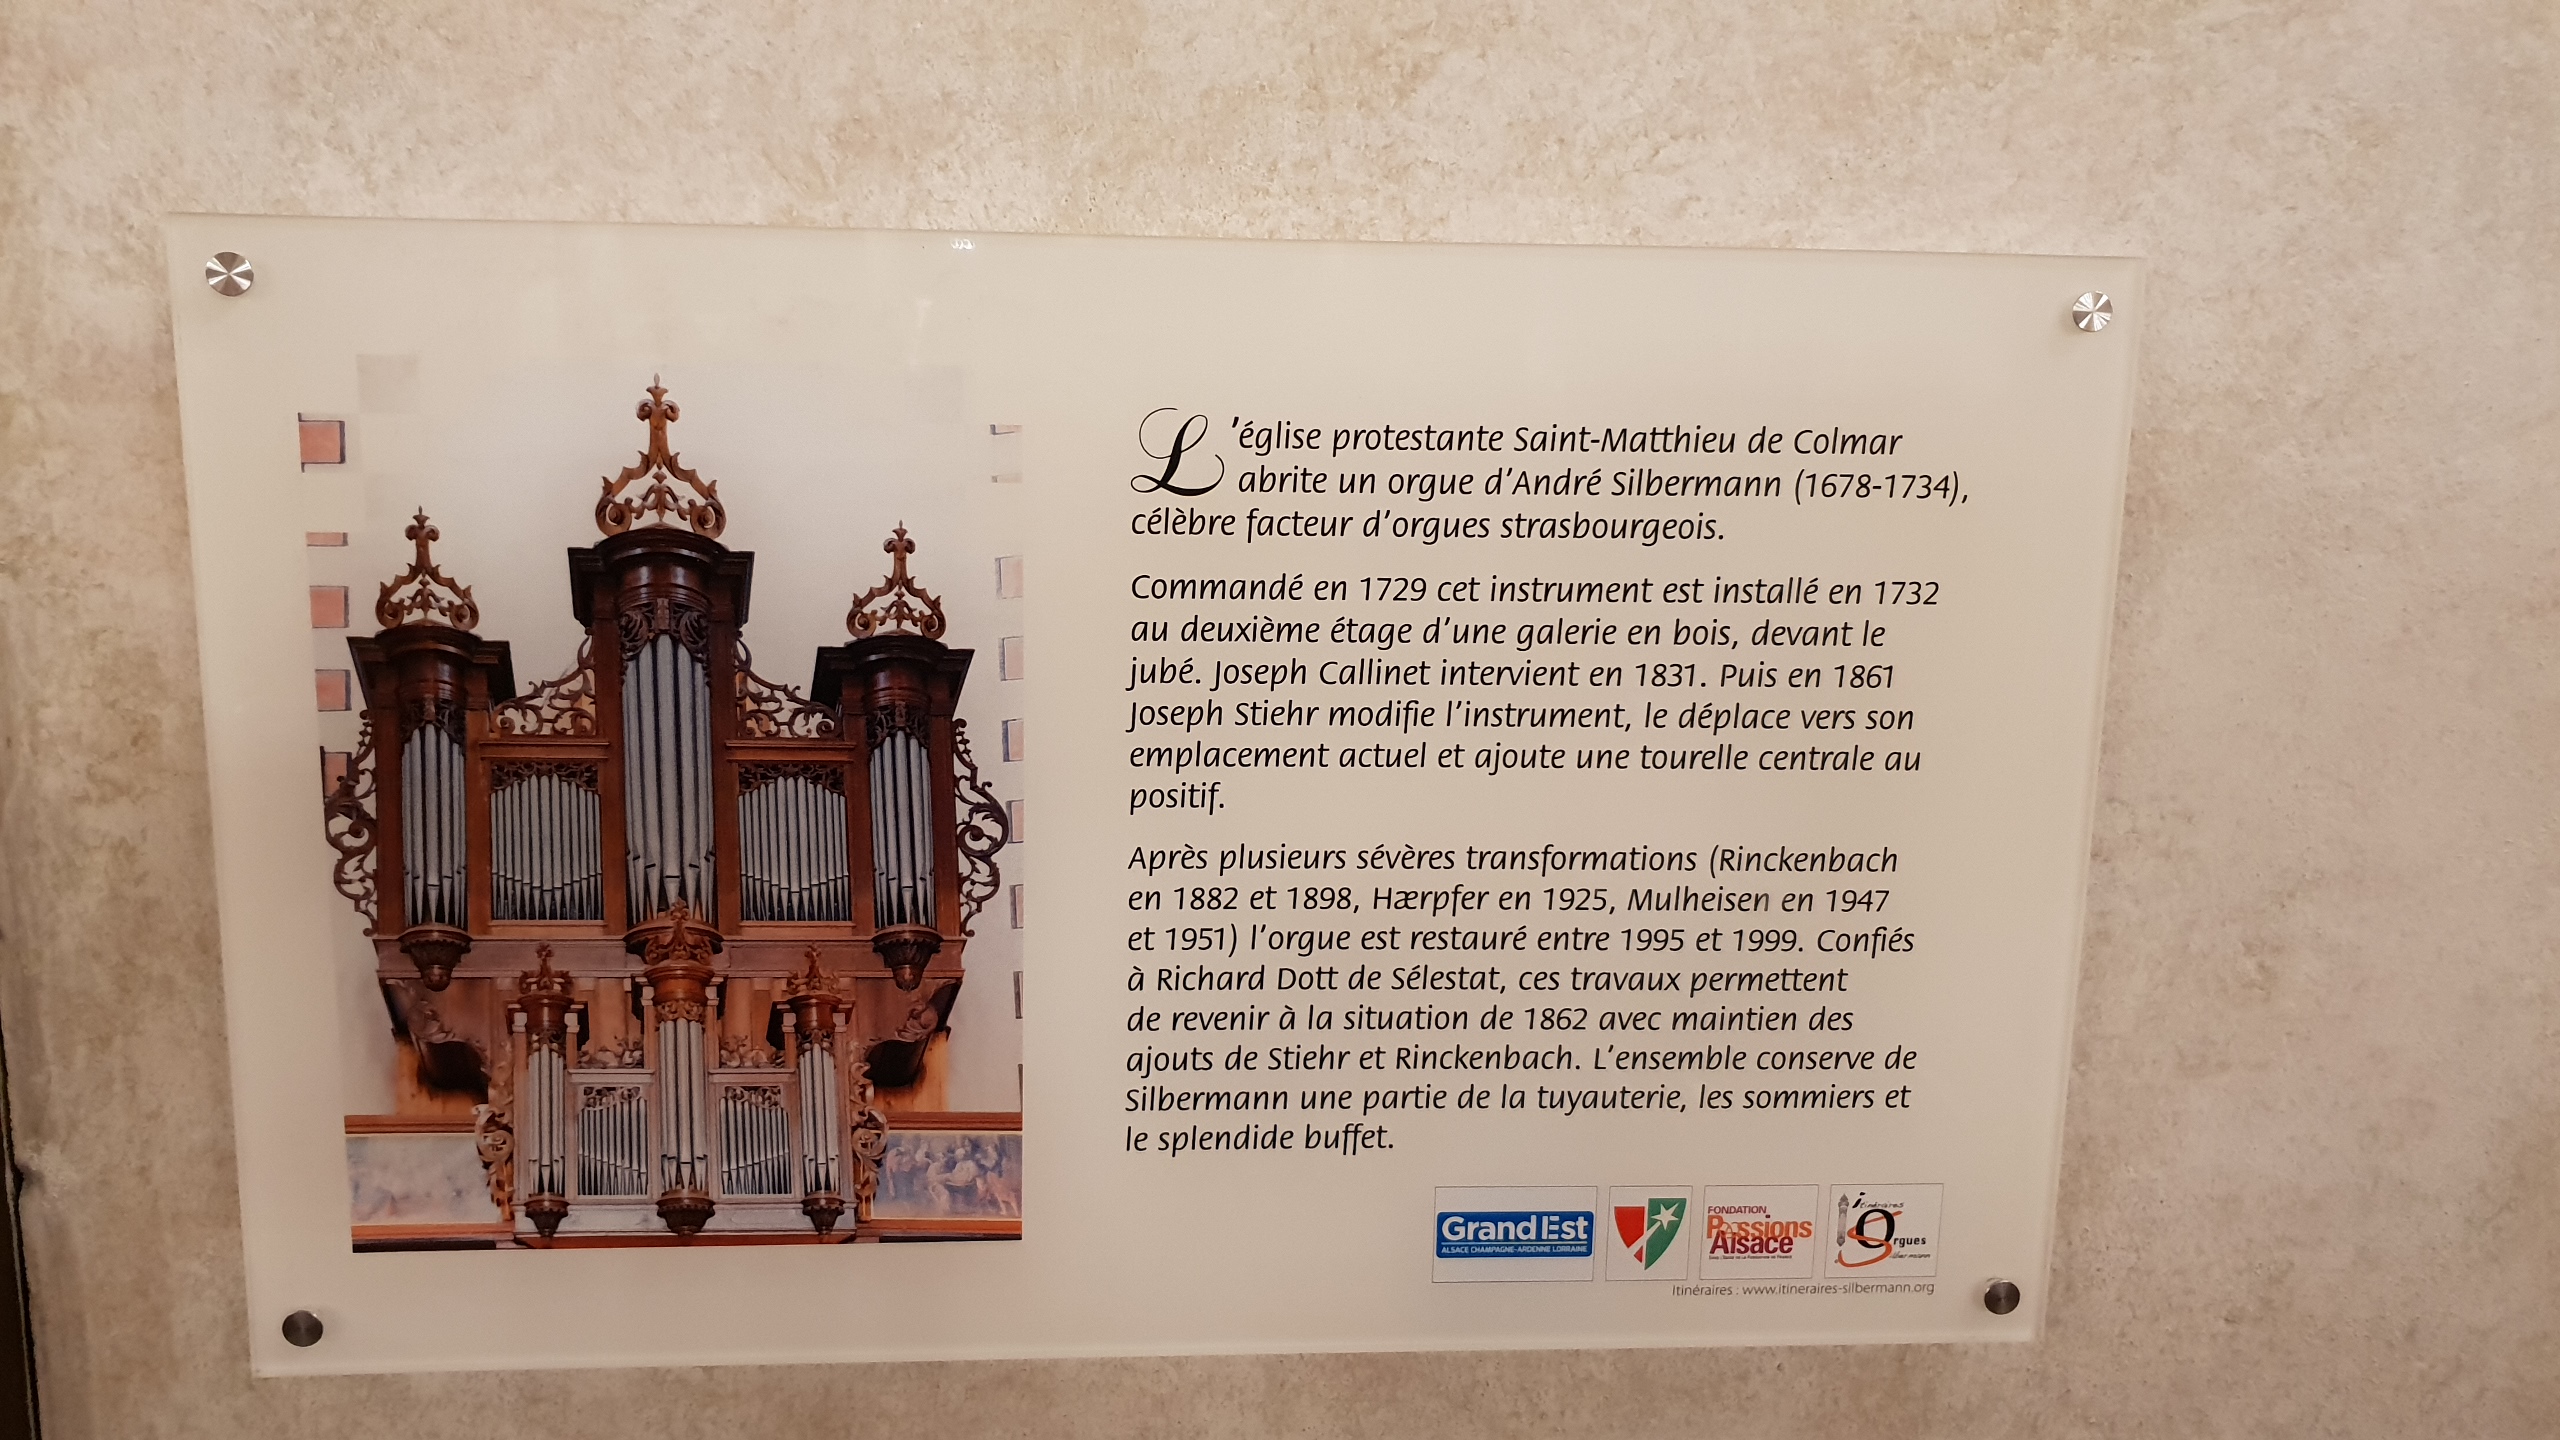 L'église protestante Saint-Matthieu de Colmar
abrite un orgue d'André Silbermann (1678-1734),
célèbre facteur d'orgues strasbourgeois.
Commandé en 1729 cet instrument est installé en 1732
au deuxième étage d'une galerie en bois, devant le
jubé. Joseph Callinet intervient en 1831. Puis en 1861
Joseph Stiehr modifie l'instrument, le déplace vers son
emplacement actuel et ajoute une tourelle centrale au
positif.
Après plusieurs sévères transformations (Rinckenbach
en 1882 et 1898, Hærpfer en 1925, Mulheisen en 1947
et 1951) l'orgue est restauré entre 1995 et 1999. Confiés
à Richard Dott de Sélestat, ces travaux permettent
de revenir à la situation de 1862 avec maintien des
ajouts de Stiehr et Rinckenbach. L'ensemble conserve de
Silbermann une partie de la tuyauterie, les sommiers et
le splendide buffet.
Grand Est
ALSACE CHAMPAGNE-ARDENNE LORRAINE
FONDATION
Passions
Alsace
itinéraires
Orgues
Silbermann
Itinéraires : www.itineraires-silbermann.org